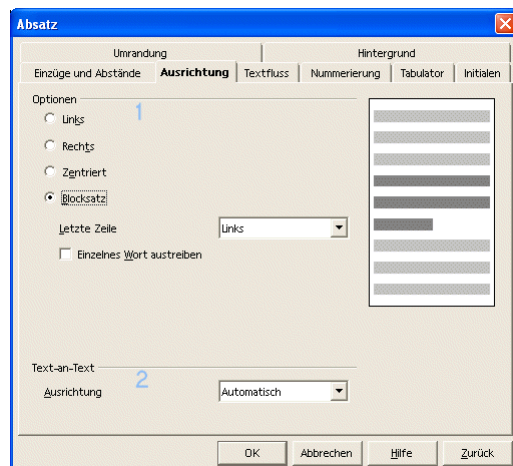 Absatz
Umrandung Hintergrund
Einzüge und Abstände Ausrichtung Textfluss Nummerierung Tabulator Initialen
Optionen
1
Links
Rechts
Zentriert
Blocksatz
Letzte Zeile Links
Einzelnes Wort austreiben
Text-an-Text
2
Ausrichtung Automatisch
OK Abbrechen Hilfe Zurück